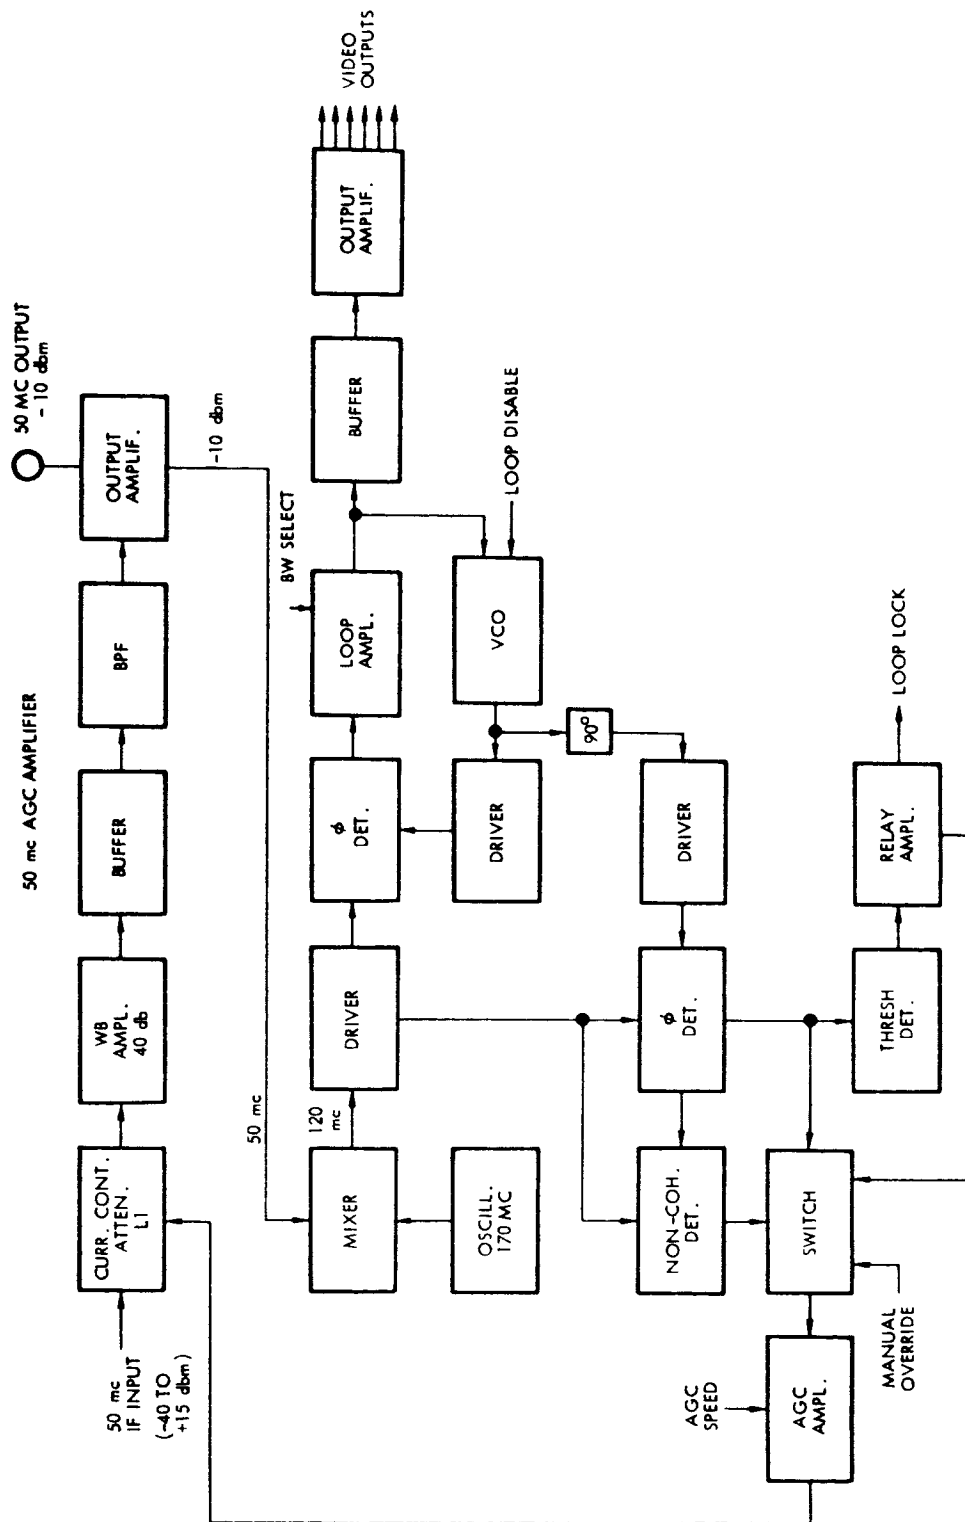 50 mc AGC AMPLIFIER
50 mc
IF INPUT
(-40 TO
+15 dbm)
CURR. CONT.
ATTEN.
L1
WB
AMPL.
40 db
BUFFER
BPF
OUTPUT
AMPLIF.
50 MC OUTPUT
-10 dbm
-10 dbm
50 mc
MIXER
120
mc
DRIVER
ϕ
DET.
LOOP
AMPL.
BW SELECT
BUFFER
OUTPUT
AMPLIF.
VIDEO
OUTPUTS
OSCILL.
170 MC
DRIVER
VCO
LOOP DISABLE
90°
NON-COH.
DET.
ϕ
DET.
DRIVER
AGC
SPEED
AGC
AMPL.
SWITCH
MANUAL
OVERRIDE
THRESH
DET.
RELAY
AMPL.
LOOP LOCK